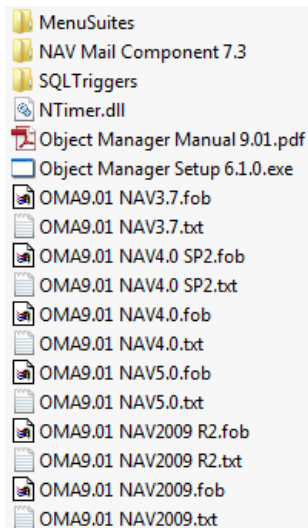 MenuSuites
NAV Mail Component 7.3
SQLTriggers
NTimer.dll
Object Manager Manual 9.01.pdf
Object Manager Setup 6.1.0.exe
OMA9.01 NAV3.7.fob
OMA9.01 NAV3.7.txt
OMA9.01 NAV4.0 SP2.fob
OMA9.01 NAV4.0 SP2.txt
OMA9.01 NAV4.0.fob
OMA9.01 NAV4.0.txt
OMA9.01 NAV5.0.fob
OMA9.01 NAV5.0.txt
OMA9.01 NAV2009 R2.fob
OMA9.01 NAV2009 R2.txt
OMA9.01 NAV2009.fob
OMA9.01 NAV2009.txt